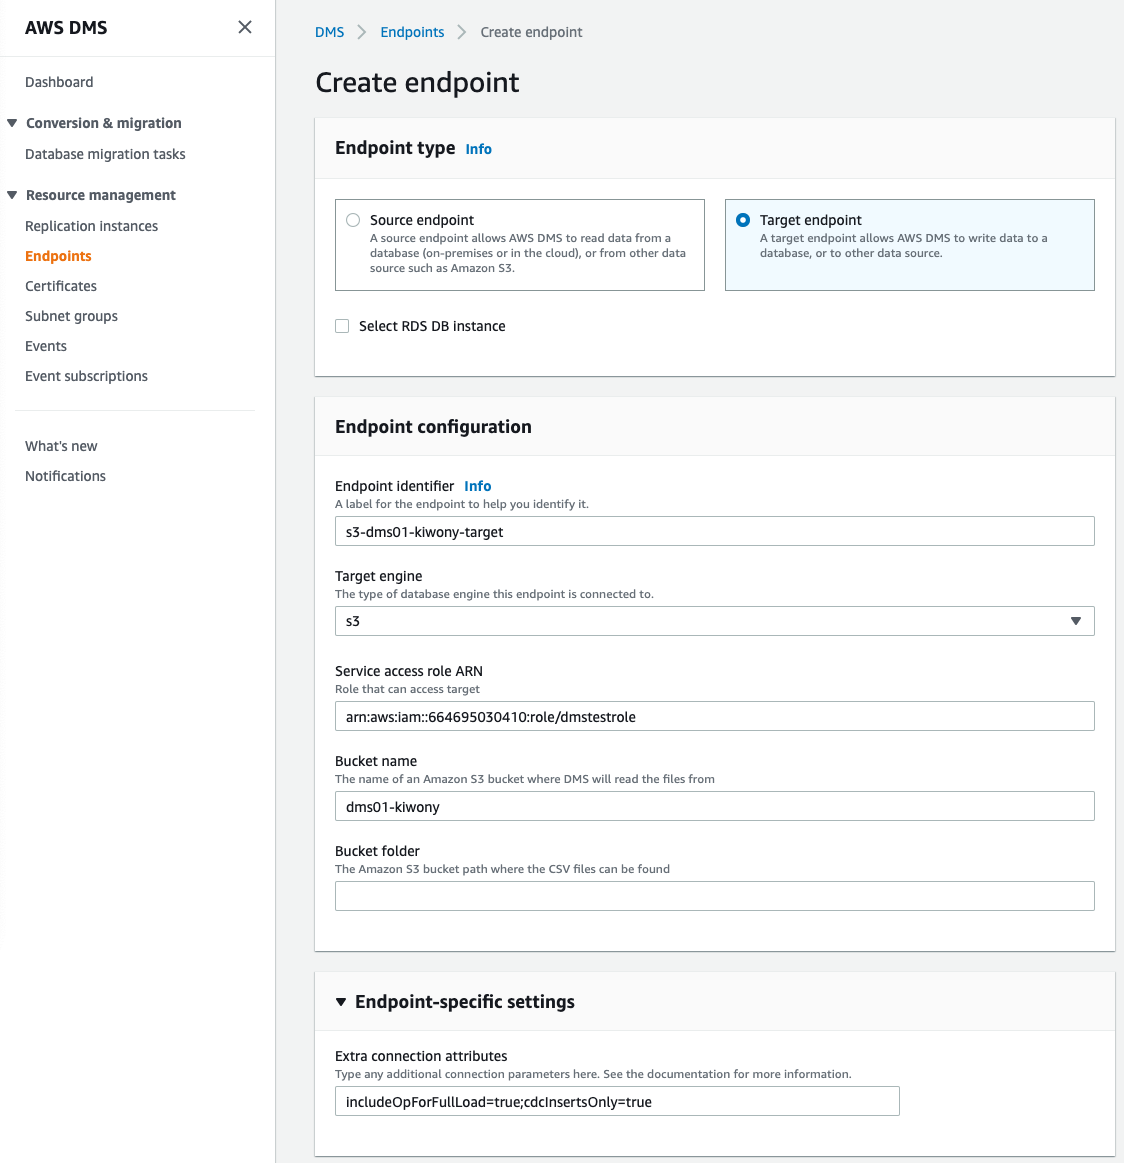 AWS DMS
Dashboard
Conversion & migration
Database migration tasks
Resource management
Replication instances
Endpoints
Certificates
Subnet groups
Events
Event subscriptions
What's new
Notifications
DMS
Endpoints
Create endpoint
Create endpoint
Endpoint type Info
Source endpoint
A source endpoint allows AWS DMS to read data from a
database (on-premises or in the cloud), or from other data
source such as Amazon S3.
Target endpoint
A target endpoint allows AWS DMS to write data to a
database, or to other data source.
Select RDS DB instance
Endpoint configuration
Endpoint identifier Info
A label for the endpoint to help you identify it.
s3-dms01-kiwony-target
Target engine
The type of database engine this endpoint is connected to.
s3
Service access role ARN
Role that can access target
arn:aws:iam::664695030410:role/dmstestrole
Bucket name
The name of an Amazon S3 bucket where DMS will read the files from
dms01-kiwony
Bucket folder
The Amazon S3 bucket path where the CSV files can be found
Endpoint-specific settings
Extra connection attributes
Type any additional connection parameters here. See the documentation for more information.
includeOpForFullLoad=true;cdcInsertsOnly=true